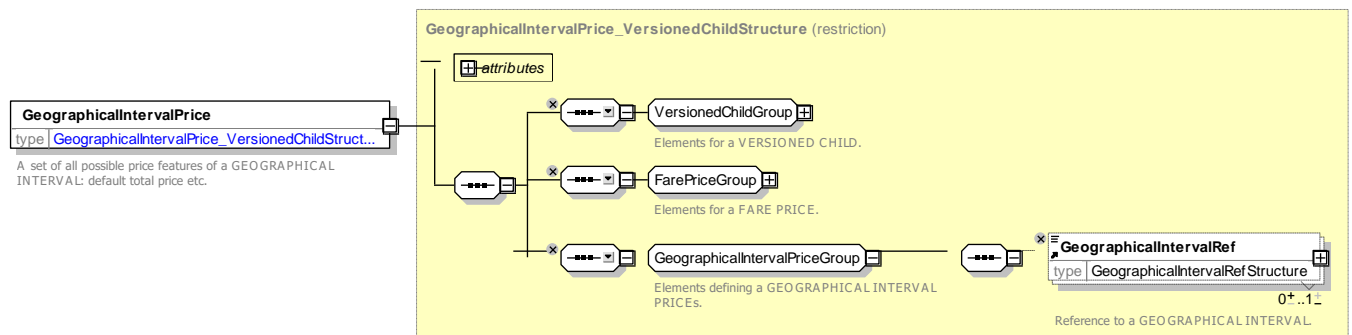 GeographicalIntervalPrice_VersionedChildStructure (restriction)
attributes
GeographicalIntervalPrice
type GeographicalIntervalPrice_VersionedChildStruct...
A set of all possible price features of a GEOGRAPHICAL
INTERVAL: default total price etc.
VersionedChildGroup
Elements for a VERSIONED CHILD.
FarePriceGroup
Elements for a FARE PRICE.
GeographicalIntervalPriceGroup
Elements defining a GEOGRAPHICAL INTERVAL
PRICEs.
GeographicalIntervalRef
type GeographicalIntervalRefStructure
0..1
Reference to a GEOGRAPHICAL INTERVAL.